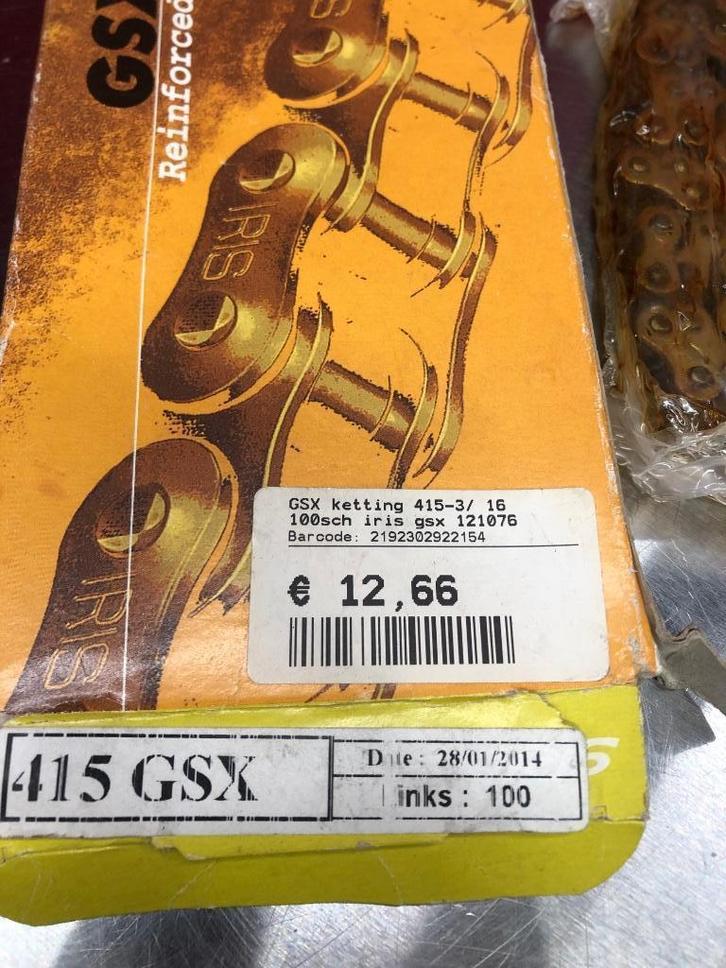 GSX
Reinforced
IRIS
IRIS
GSX ketting 415-3/ 16
100sch iris gsx 121076
Barcode: 2192302922154
€ 12,66
415 GSX
Date: 28/01/2014
Links : 100